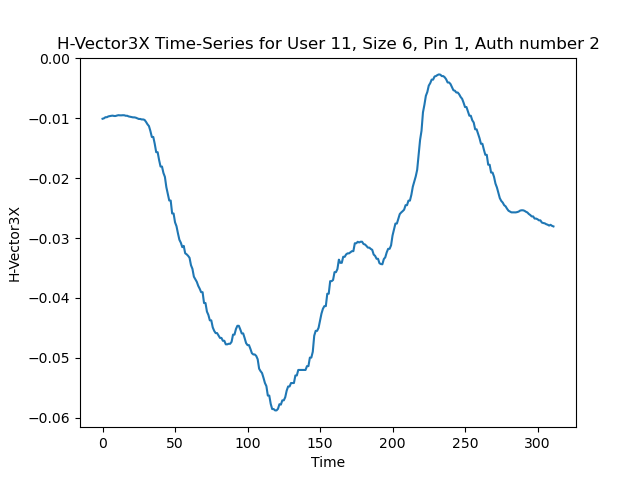 H-Vector3X Time-Series for User 11, Size 6, Pin 1, Auth number 2
0.00
−0.01
−0.02
−0.03
−0.04
−0.05
−0.06
H-Vector3X
0 50 100 150 200 250 300
Time